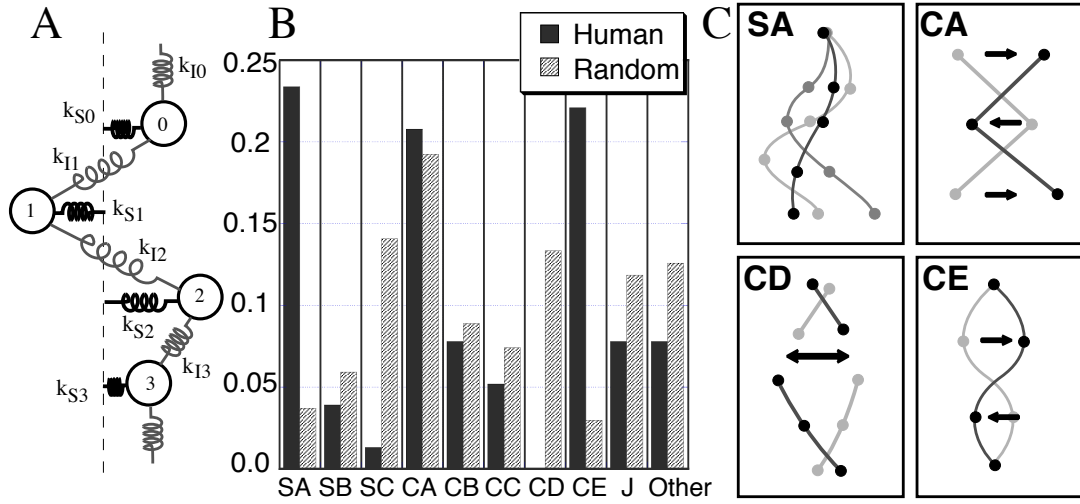 A
k_I0
k_S0
0
k_I1
1
k_S1
k_I2
2
k_S2
k_I3
3
k_S3
B
Human
Random
0.25
0.2
0.15
0.1
0.05
0.0
SA SB SC CA CB CC CD CE J Other
C
SA
CA
CD
CE